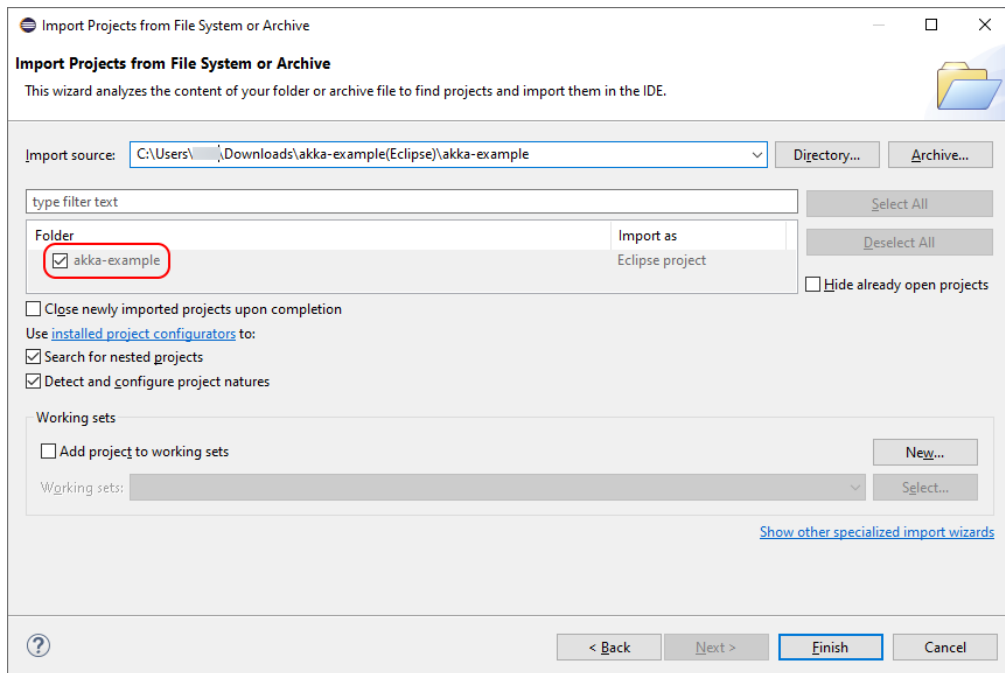 Import Projects from File System or Archive
Import Projects from File System or Archive
This wizard analyzes the content of your folder or archive file to find projects and import them in the IDE.
Import source: C:\Users\ \Downloads\akka-example(Eclipse)\akka-example Directory... Archive...
type filter text Select All
Folder Import as Deselect All
akka-example Eclipse project
Hide already open projects
Close newly imported projects upon completion
Use installed project configurators to:
Search for nested projects
Detect and configure project natures
Working sets
Add project to working sets New...
Working sets: Select...
Show other specialized import wizards
? < Back Next > Finish Cancel